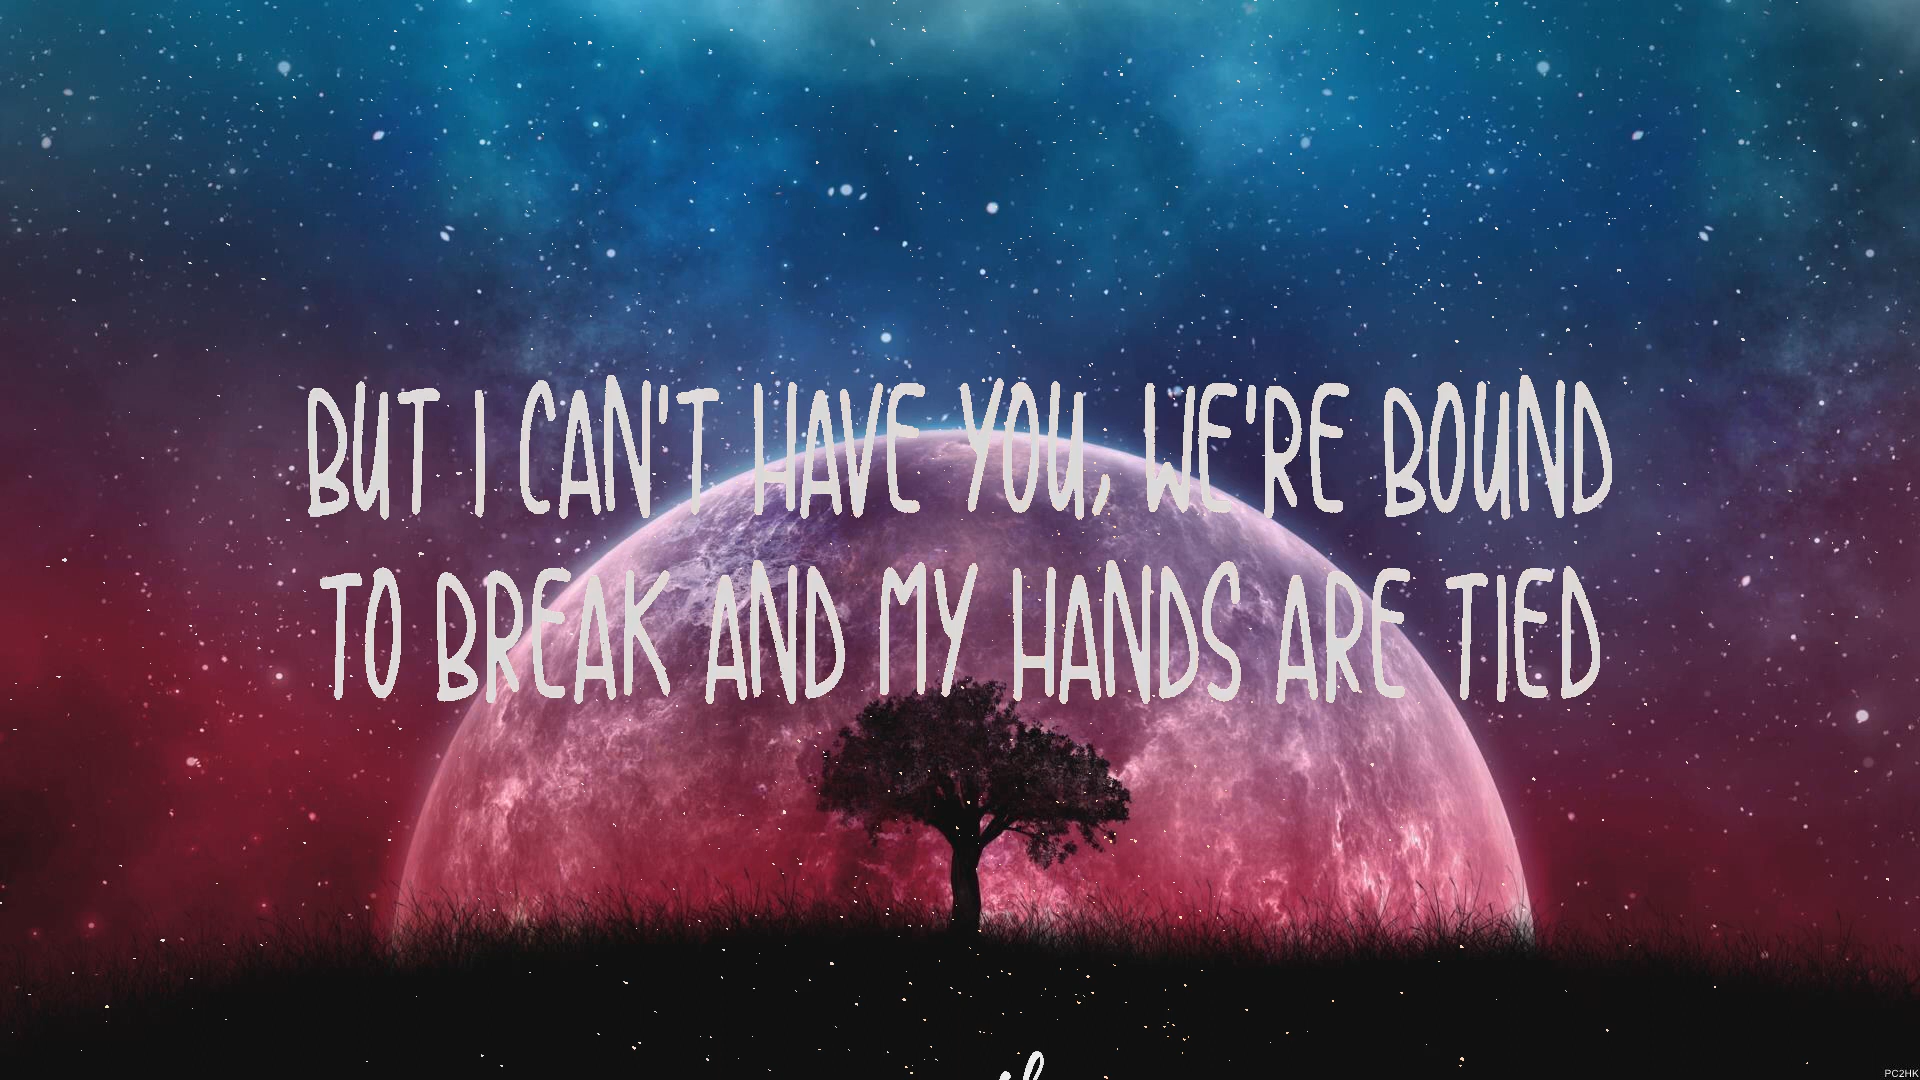 BUT I CAN'T HAVE YOU, WE'RE BOUND
TO BREAK AND MY HANDS ARE TIED
PC2HK